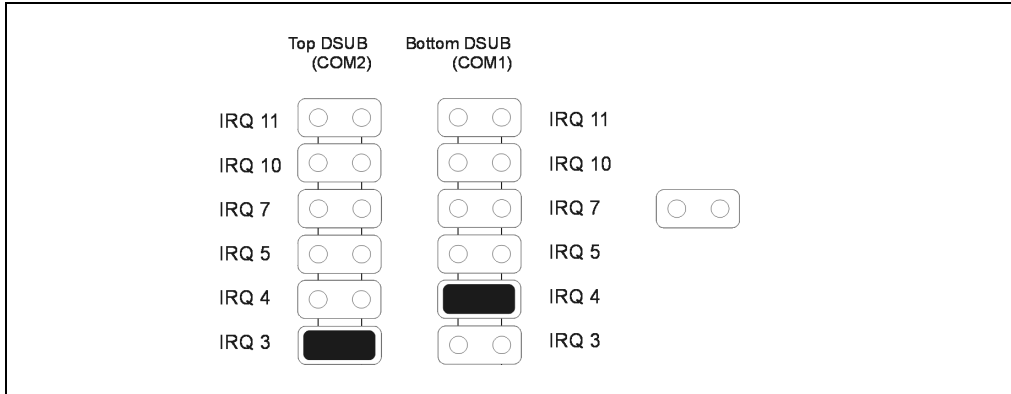 Top DSUB Bottom DSUB
(COM2) (COM1)
IRQ 11 IRQ 11
IRQ 10 IRQ 10
IRQ 7 IRQ 7
IRQ 5 IRQ 5
IRQ 4 IRQ 4
IRQ 3 IRQ 3